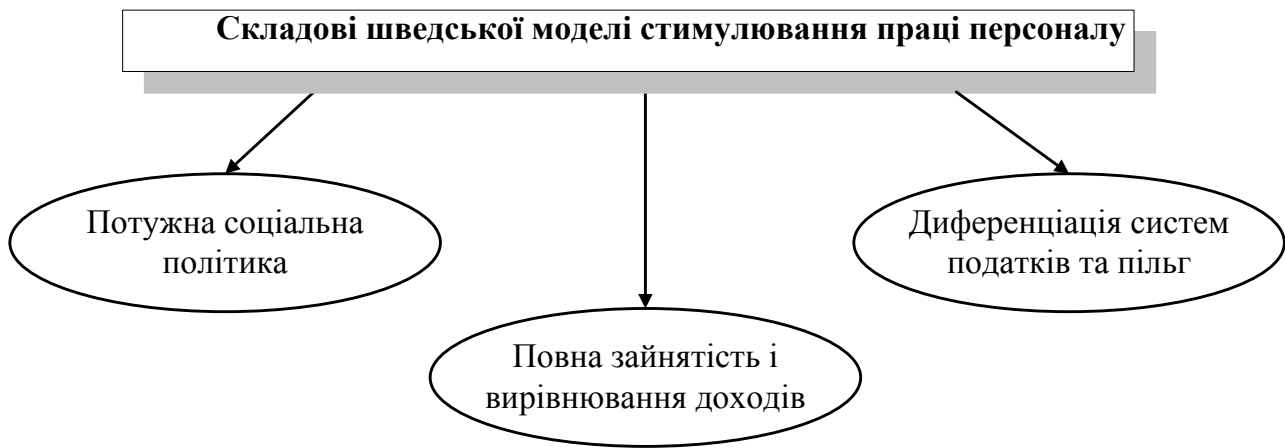 Складові шведської моделі стимулювання праці персоналу
Потужна соціальна
політика
Диференціація систем
податків та пільг
Повна зайнятість і
вирівнювання доходів